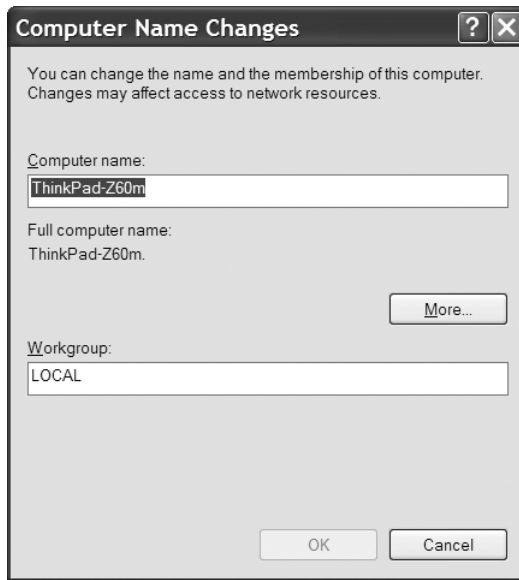 Computer Name Changes
You can change the name and the membership of this computer.
Changes may affect access to network resources.
Computer name:
ThinkPad-Z60m
Full computer name:
ThinkPad-Z60m.
More...
Workgroup:
LOCAL
OK
Cancel